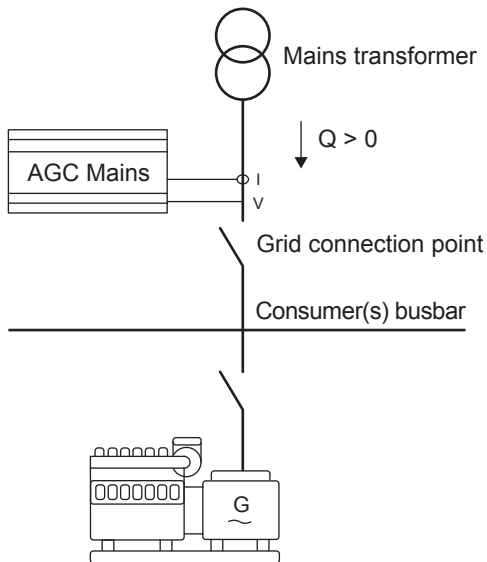 Mains transformer
Q > 0
AGC Mains
I
V
Grid connection point
Consumer(s) busbar
G
~